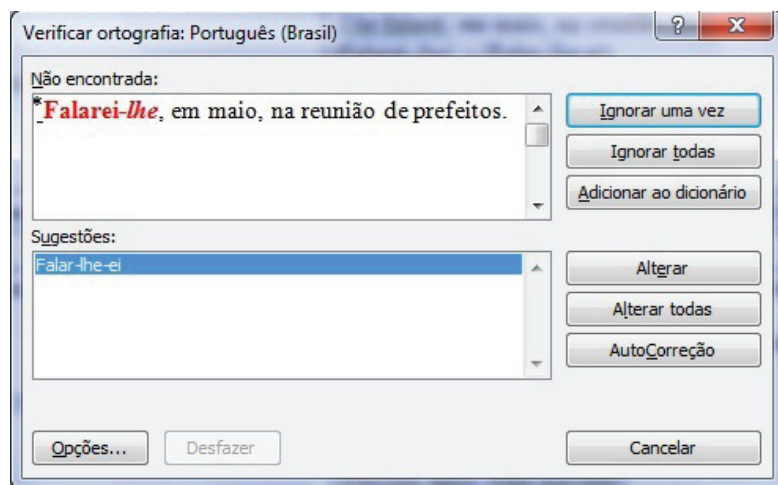 Verificar ortografia: Português (Brasil)
Não encontrada:
*Falarei-lhe, em maio, na reunião de prefeitos.
Ignorar uma vez
Ignorar todas
Adicionar ao dicionário
Sugestões:
Falar-lhe-ei
Alterar
Alterar todas
AutoCorreção
Opções...
Desfazer
Cancelar